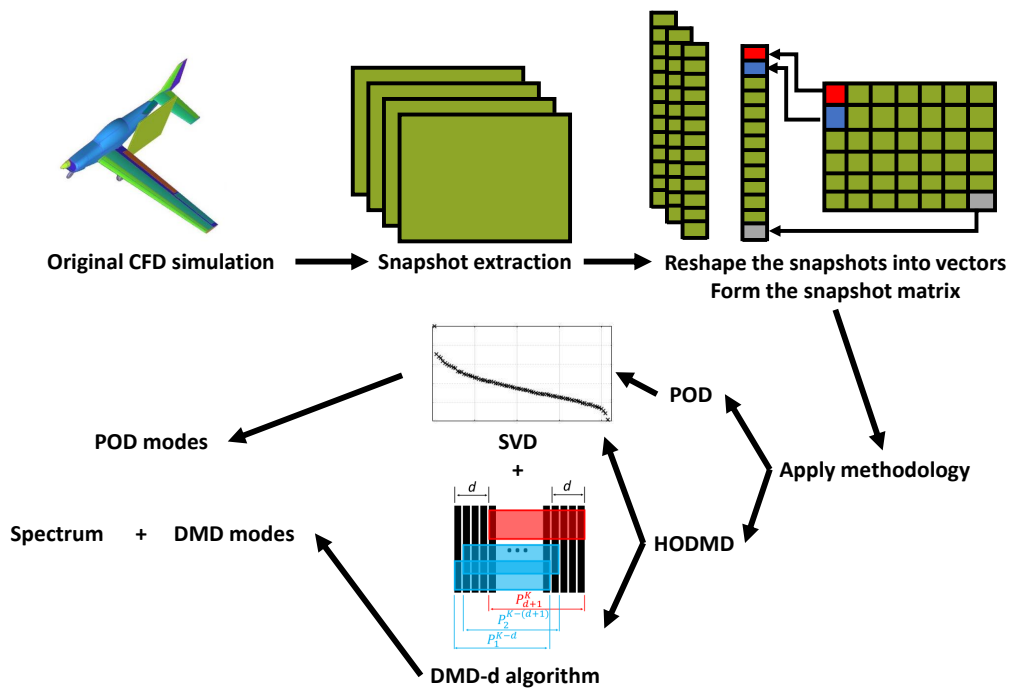 Original CFD simulation
Snapshot extraction
Reshape the snapshots into vectors
Form the snapshot matrix
POD
POD modes
SVD
+
Apply methodology
d
d
Spectrum + DMD modes
HODMD
P_{d+1}^{K}
P_2^{K-(d+1)}
P_1^{K-d}
DMD-d algorithm